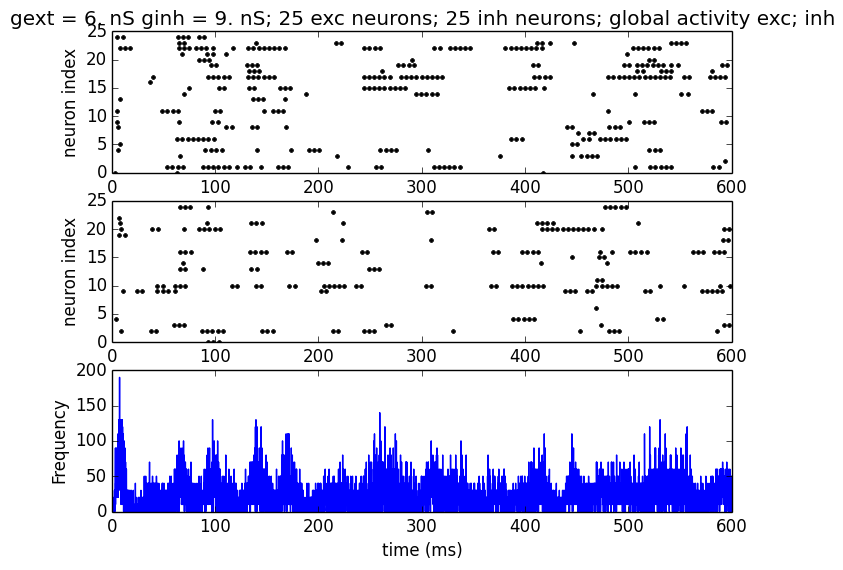 gext = 6. nS ginh = 9. nS; 25 exc neurons; 25 inh neurons; global activity exc; inh
25
20
15
10
5
0
neuron index
0 100 200 300 400 500 600
25
20
15
10
5
0
neuron index
0 100 200 300 400 500 600
200
150
100
50
0
Frequency
0 100 200 300 400 500 600
time (ms)